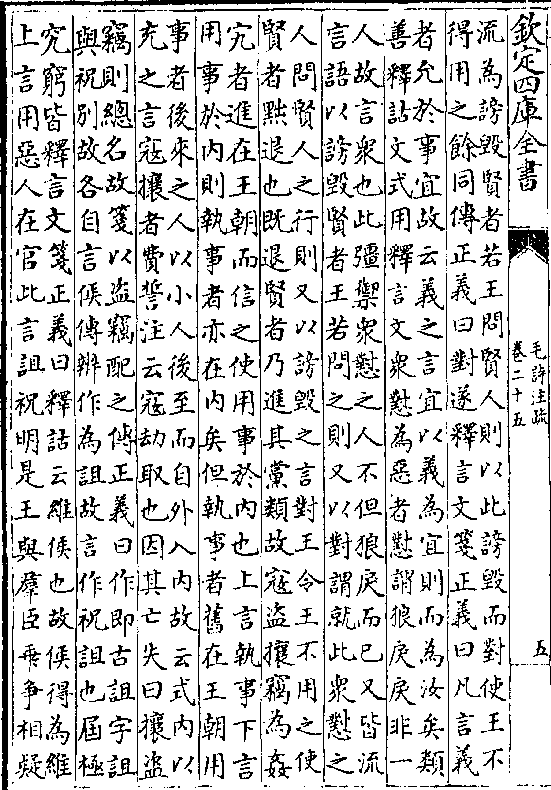 欽定四庫全書
毛詩注疏
卷二十五
五
流為謗毀賢者若王問賢人則以此謗毀而對使王不
得用之餘同傳正義曰對遂釋言文箋正義曰凡言義
者允於事宜故云義之言宜以義為宜則而為汝矣類
善釋詁文式用釋言文衆懟為惡者懟謂狼戾戾非一
人故言衆也此彊禦衆懟之人不但狼戾而已又皆流
言語以謗毀賢者王若問之則又以對謂就此衆懟之
人問賢人之行則又以謗毀之言對王令王不用之使
賢者黜退也既退賢者乃進其黨類故寇盜攘竊為姦
宄者進在王朝而信之使用事於內也上言執事下言
用事於內則執事者亦在內矣但執事者舊在王朝用
事者後來之人以小人後至而自外入內故云式內以
充之言寇攘者費誓注云寇劫取也因其亡失曰攘盜
竊則總名故箋以盜竊配之傳正義曰作即古詛字詛
與祝别故各自言侯傳辨作為詛故言作祝詛也屆極
究窮皆釋言文箋正義曰釋詁云維侯也故侯得為維
上言用惡人在官此言詛祝明是王與羣臣乖爭相疑